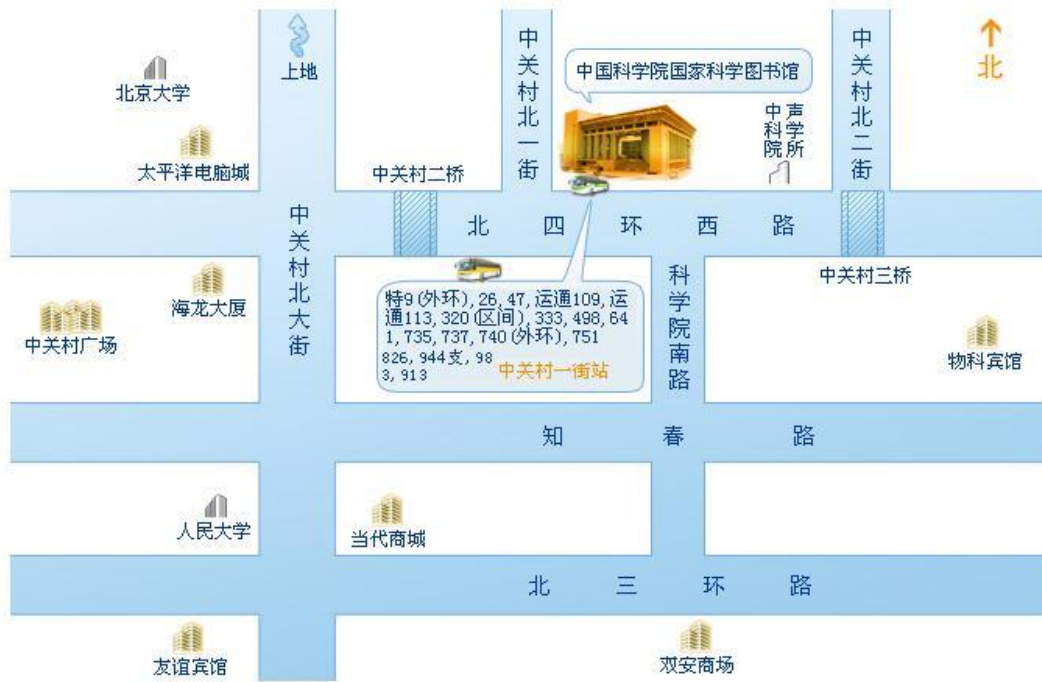 上地
北
北京大学
太平洋电脑城
中关村北一街
中国科学院国家科学图书馆
中科院
声学所
中关村北二街
中关村二桥
北四环西路
中关村北大街
中关村三桥
海龙大厦
中关村广场
特9(外环), 26, 47, 运通109, 运
通113, 320(区间), 333, 498, 64
1, 735, 737, 740(外环), 751
826, 944支, 98
3, 913
中关村一街站
科学院南路
物科宾馆
知春路
人民大学
当代商城
北三环路
友谊宾馆
双安商场